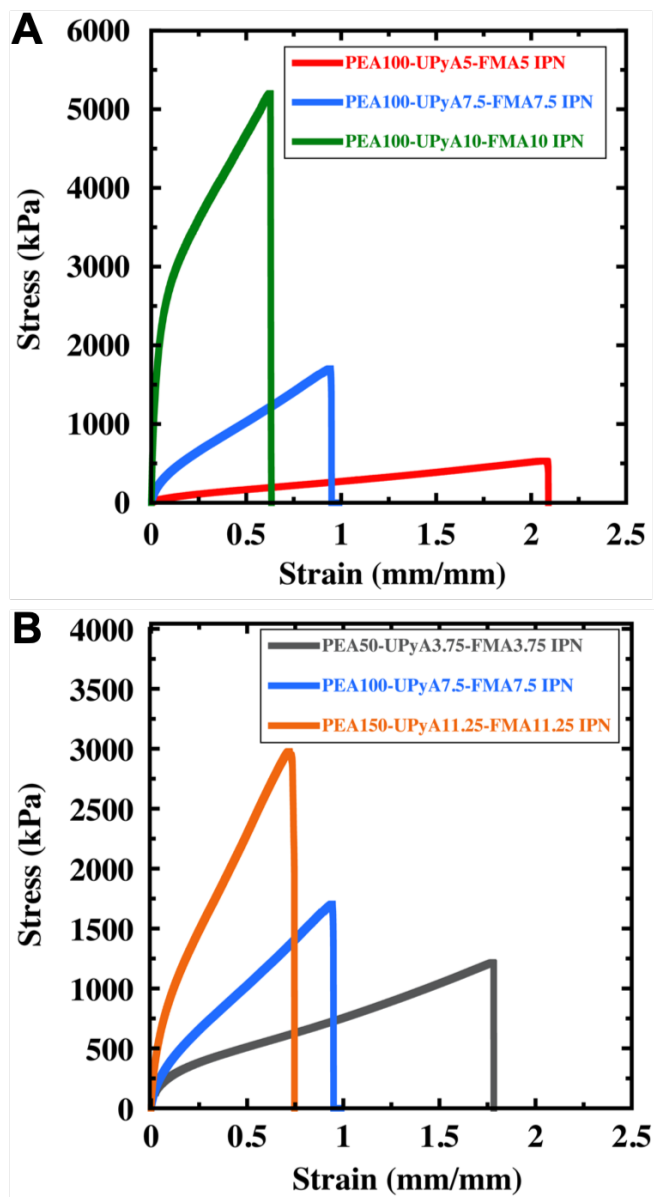 A
6000
5000
4000
3000
2000
1000
0
Stress (kPa)
PEA100-UPyA5-FMA5 IPN
PEA100-UPyA7.5-FMA7.5 IPN
PEA100-UPyA10-FMA10 IPN
0 0.5 1 1.5 2 2.5
Strain (mm/mm)
B
4000
3500
3000
2500
2000
1500
1000
500
0
Stress (kPa)
PEA50-UPyA3.75-FMA3.75 IPN
PEA100-UPyA7.5-FMA7.5 IPN
PEA150-UPyA11.25-FMA11.25 IPN
0 0.5 1 1.5 2 2.5
Strain (mm/mm)